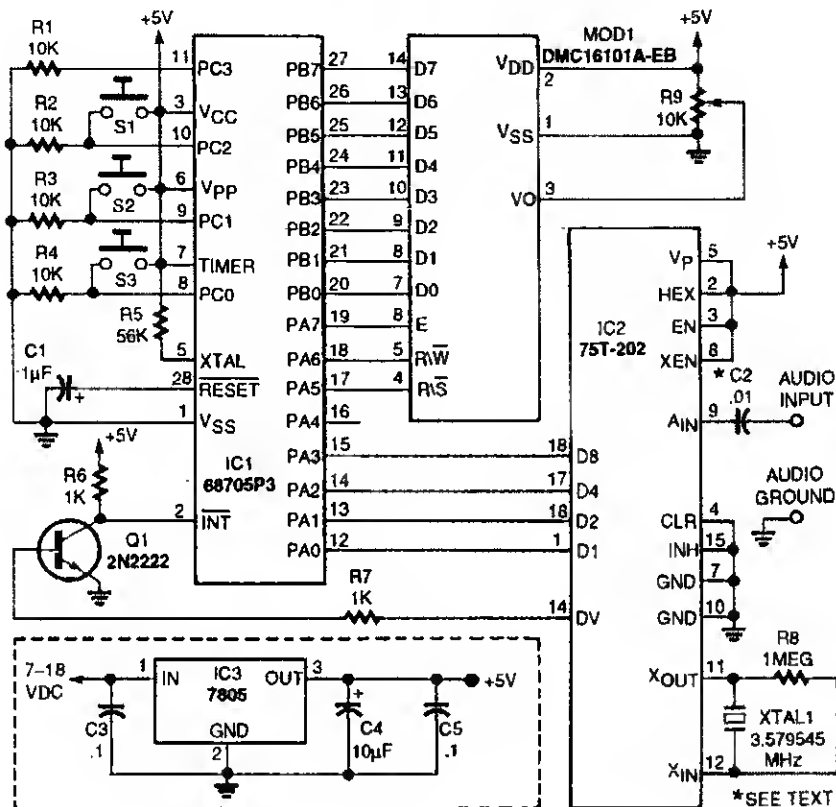 +5V
R1
10K
11
PC3
R2
10K
S1
3
VCC
10
PC2
R3
10K
S2
6
VPP
9
PC1
R4
10K
S3
7
TIMER
8
PC0
R5
56K
5
XTAL
C1
1µF
+
28
RESET
1
VSS
+5V
R6
1K
2
INT
Q1
2N2222
IC1
68705P3
PB7 27 14 D7
PB6 26 13 D6
PB5 25 12 D5
PB4 24 11 D4
PB3 23 10 D3
PB2 22 9 D2
PB1 21 8 D1
PB0 20 7 D0
PA7 19 8 E
PA6 18 5 R\W
PA5 17 4 R\S
PA4 16
PA3 15 18 D8
PA2 14 17 D4
PA1 13 16 D2
PA0 12 1 D1
R7
1K
14 DV
MOD1
DMC16101A-EB
VDD
2
VSS
1
VO
3
+5V
R9
10K
IC2
75T-202
VP 5
HEX 2
EN 3
XEN 6
+5V
*C2
.01
AUDIO
INPUT
AIN 9
AUDIO
GROUND
CLR 4
INH 15
GND 7
GND 10
R8
1MEG
XOUT 11
XTAL1
3.579545
MHz
XIN 12
*SEE TEXT
7–18
VDC
1
IN
IC3
7805
OUT
3
GND
2
C3
.1
+
C4
10µF
C5
.1
+5V